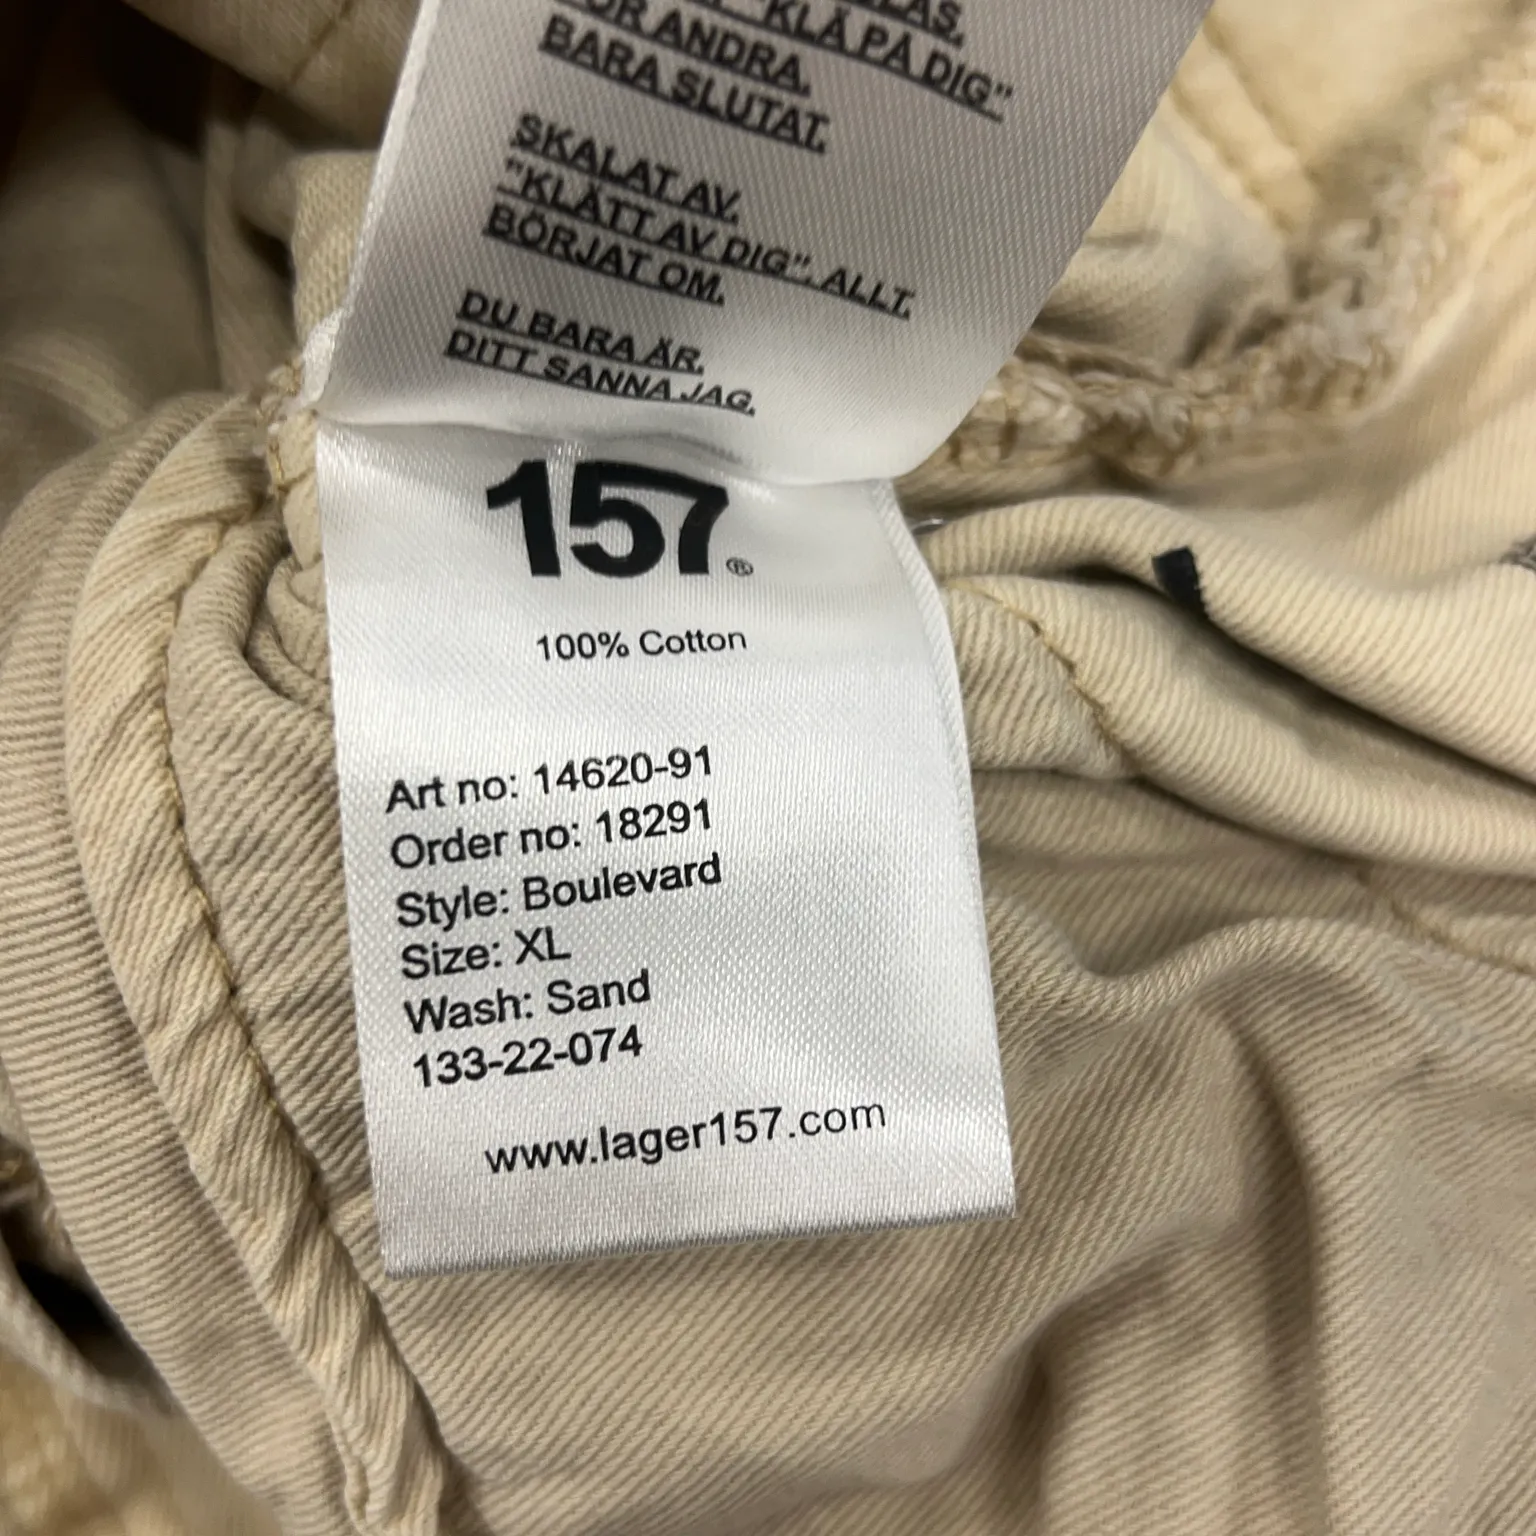 "KLÄ PÅ DIG"
FÖR ANDRA.
BARA SLUTAT.
SKALAT AV.
"KLÄTT AV DIG". ALLT.
BÖRJAT OM.
DU BARA ÄR.
DITT SANNA JAG.
157®
100% Cotton
Art no: 14620-91
Order no: 18291
Style: Boulevard
Size: XL
Wash: Sand
133-22-074
www.lager157.com